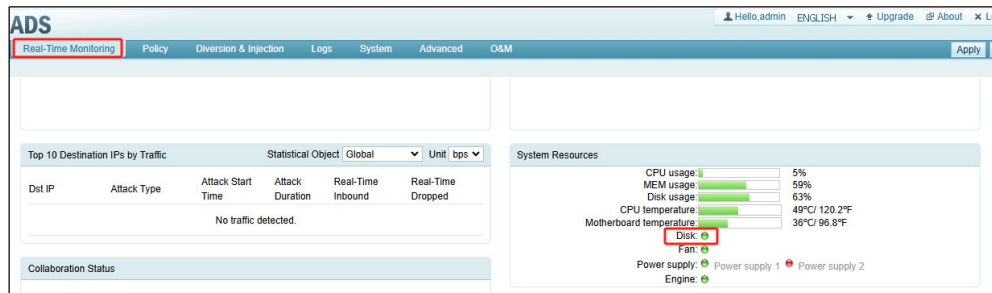 ADS
Hello,admin ENGLISH Upgrade About
Real-Time Monitoring Policy Diversion & Injection Logs System Advanced O&M Apply
Top 10 Destination IPs by Traffic Statistical Object Global Unit bps
Dst IP Attack Type Attack Start Time Attack Duration Real-Time Inbound Real-Time Dropped
No traffic detected.
Collaboration Status
System Resources
CPU usage: 5%
MEM usage: 59%
Disk usage: 63%
CPU temperature: 49°C/ 120.2°F
Motherboard temperature: 36°C/ 96.8°F
Disk:
Fan:
Power supply: Power supply 1 Power supply 2
Engine: